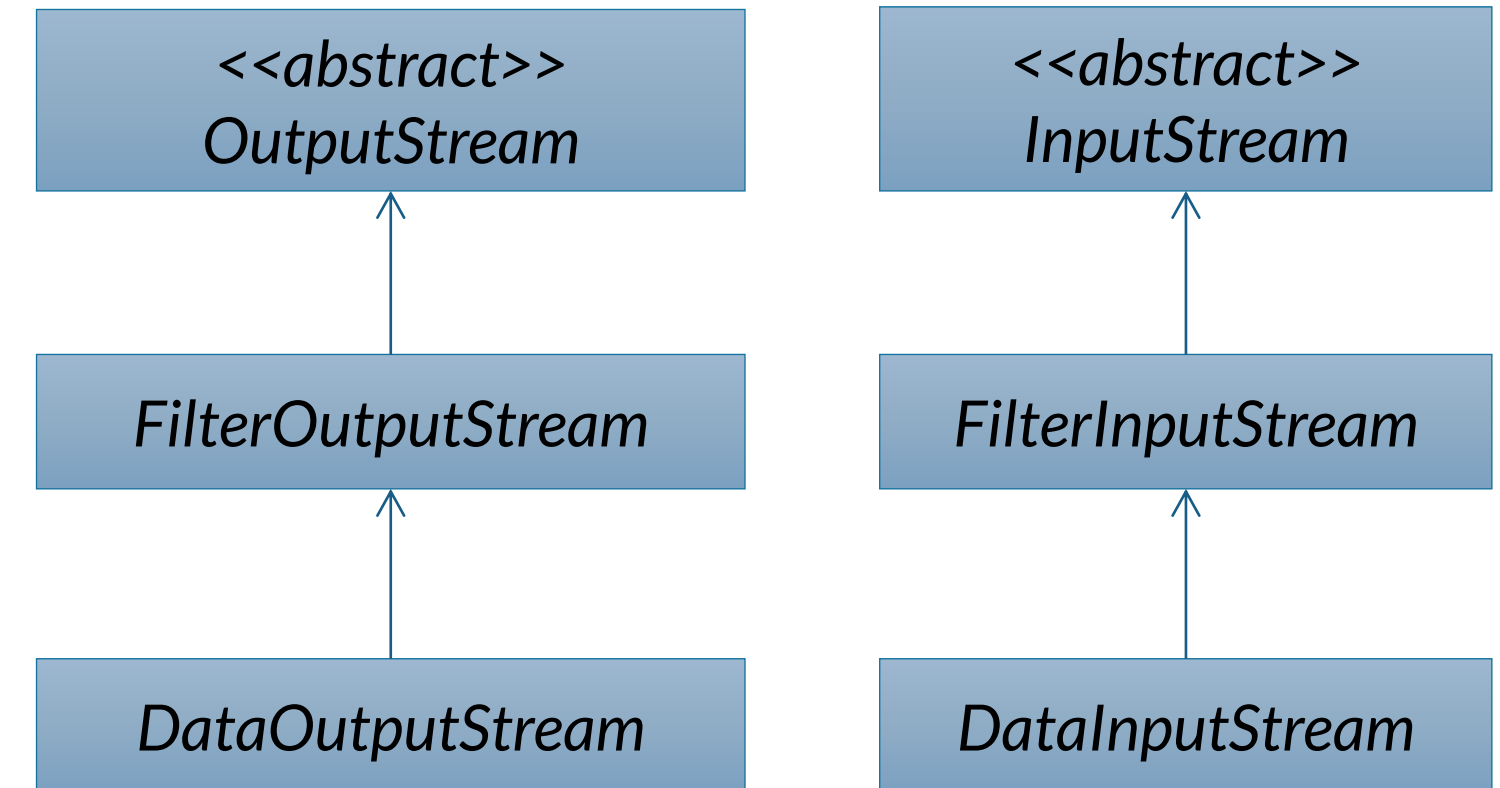 <<abstract>>
OutputStream
<<abstract>>
InputStream
FilterOutputStream
FilterInputStream
DataOutputStream
DataInputStream